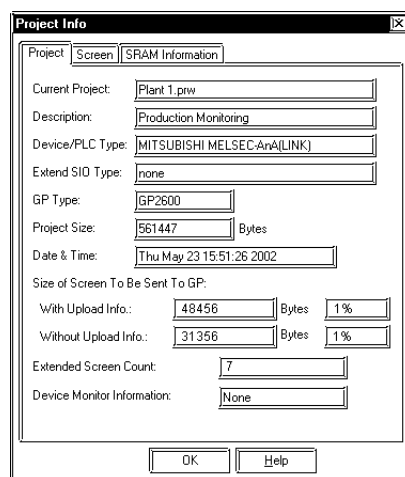 Project Info
Project Screen SRAM Information
Current Project: Plant 1.prw
Description: Production Monitoring
Device/PLC Type: MITSUBISHI MELSEC-AnA(LINK)
Extend SIO Type: none
GP Type: GP2600
Project Size: 561447 Bytes
Date & Time: Thu May 23 15:51:26 2002
Size of Screen To Be Sent To GP:
With Upload Info.: 48456 Bytes 1%
Without Upload Info.: 31356 Bytes 1%
Extended Screen Count: 7
Device Monitor Information: None
OK Help